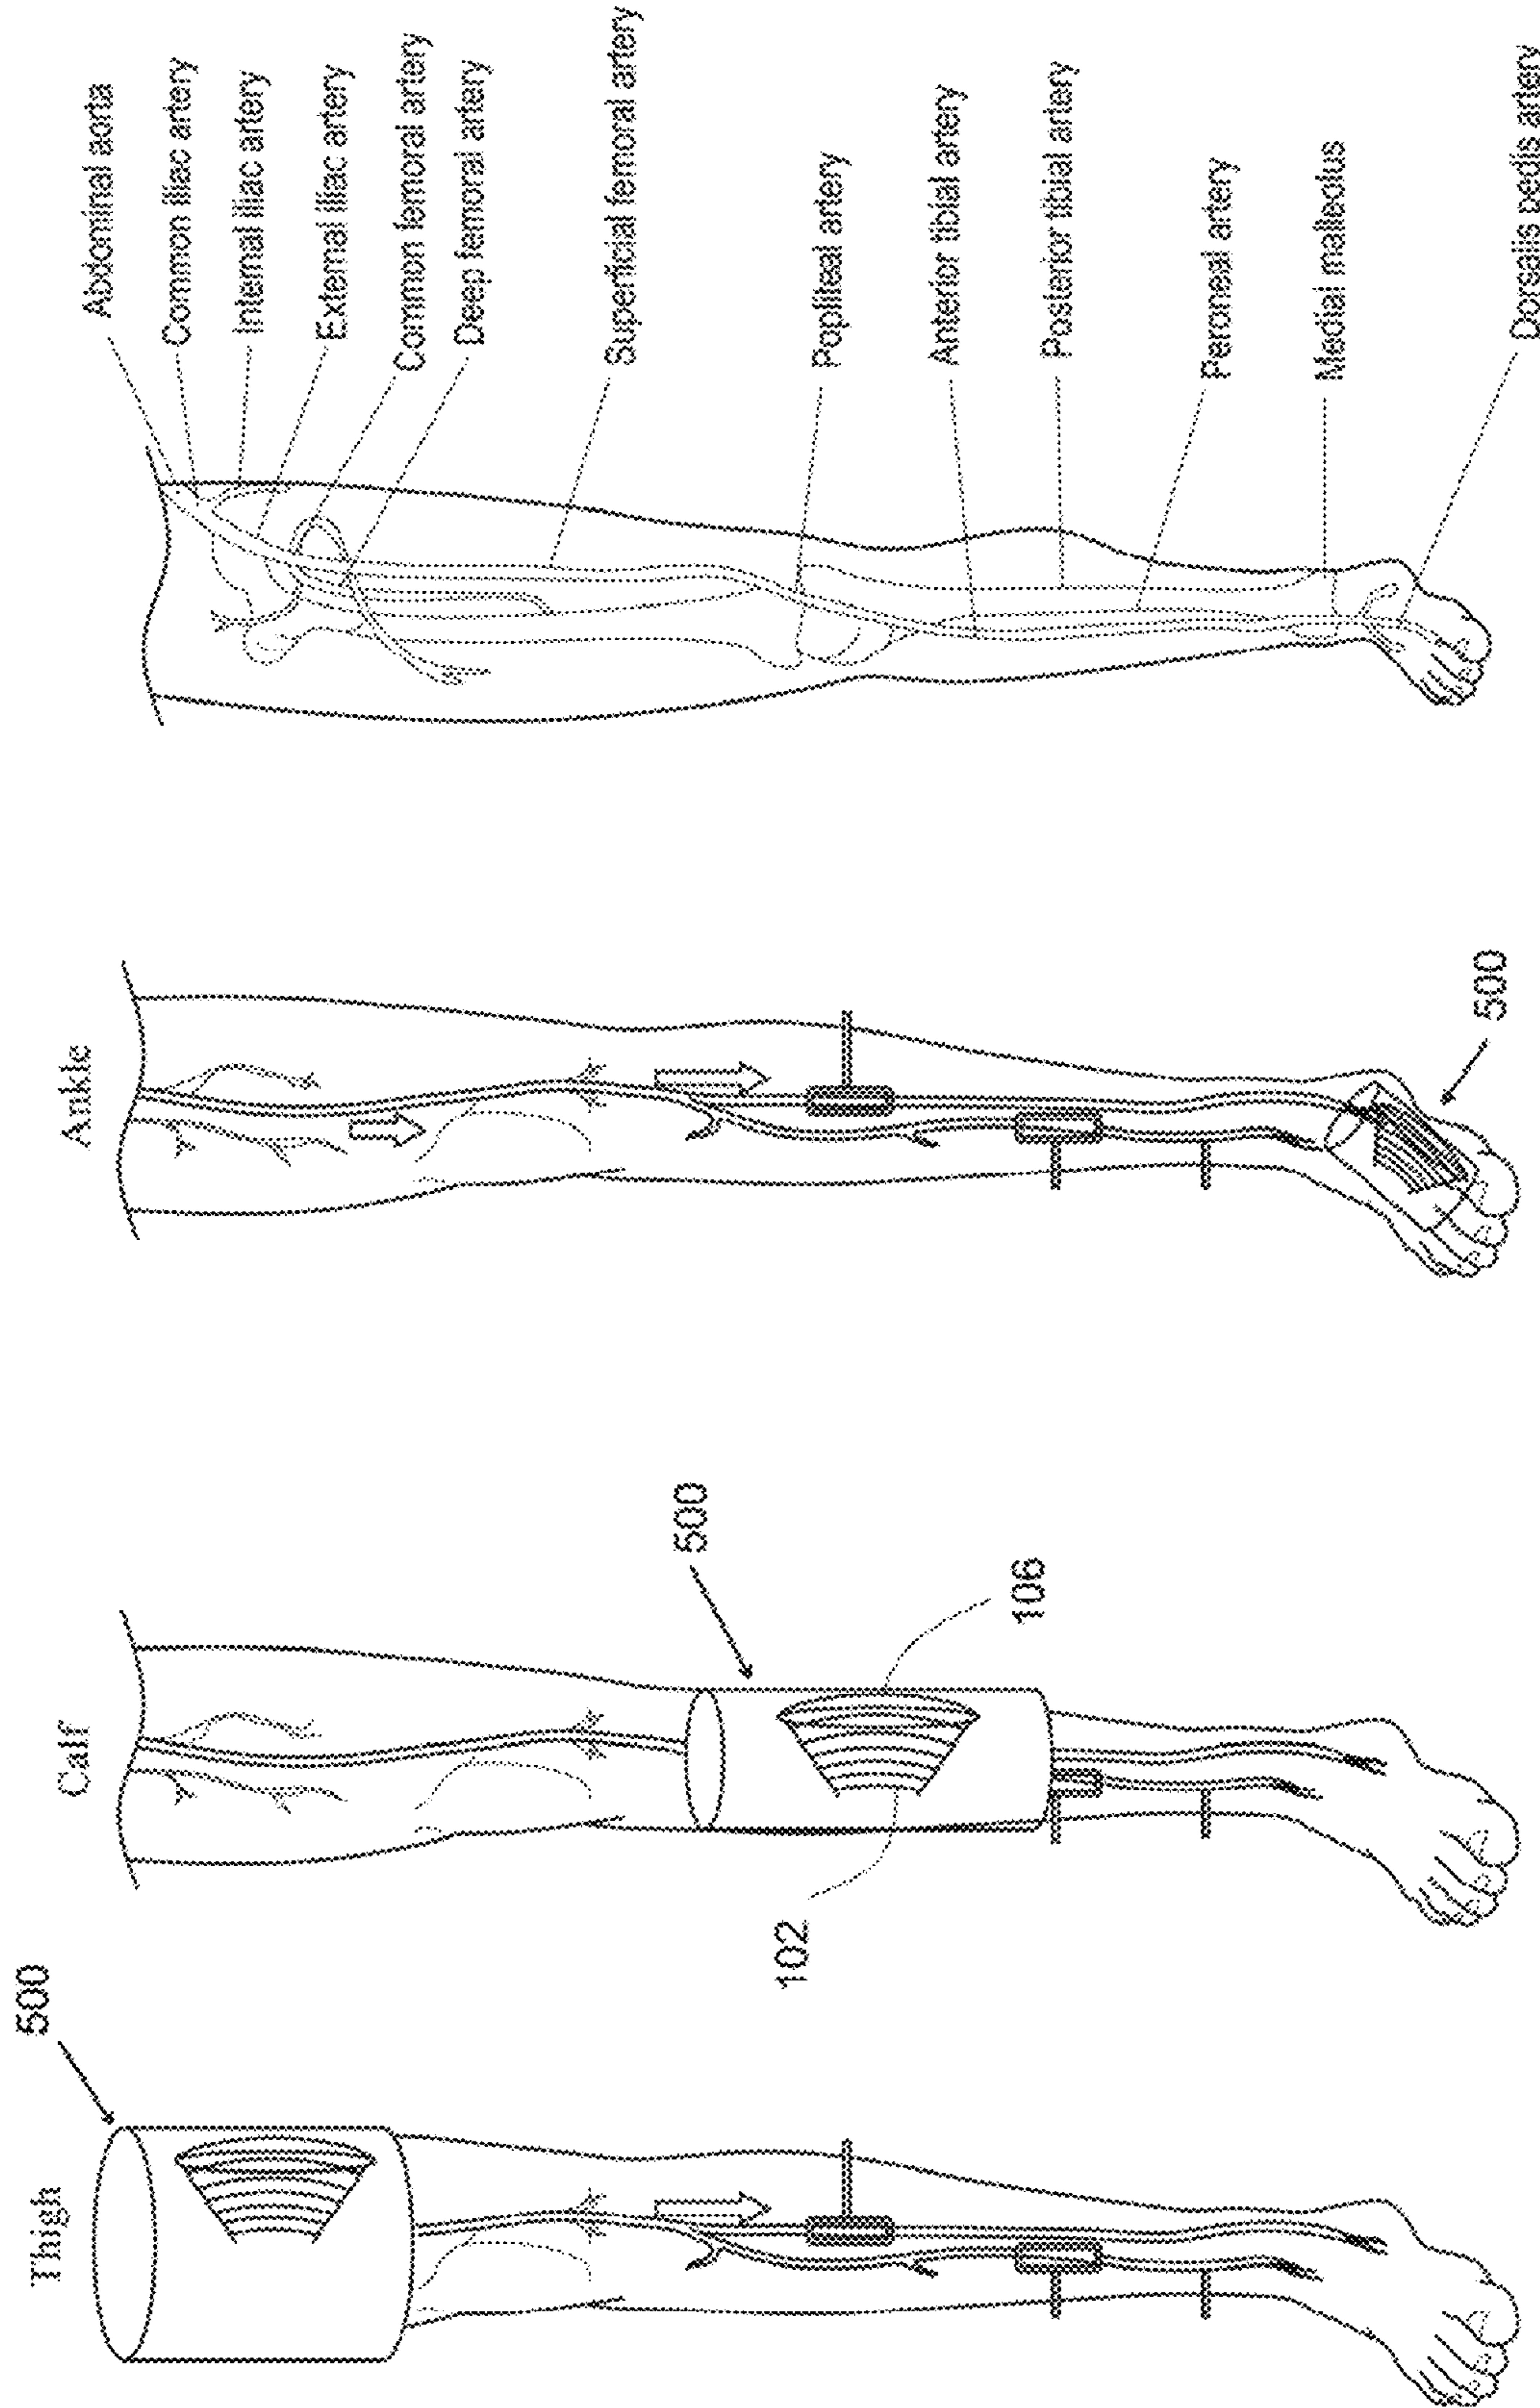 Thigh
500
Calf
500
102
106
Ankle
500
Abdominal aorta
Common iliac artery
Internal iliac artery
External iliac artery
Common femoral artery
Deep femoral artery
Superficial femoral artery
Popliteal artery
Anterior tibial artery
Posterior tibial artery
Peroneal artery
Medial malleolus
Dorsalis pedis artery